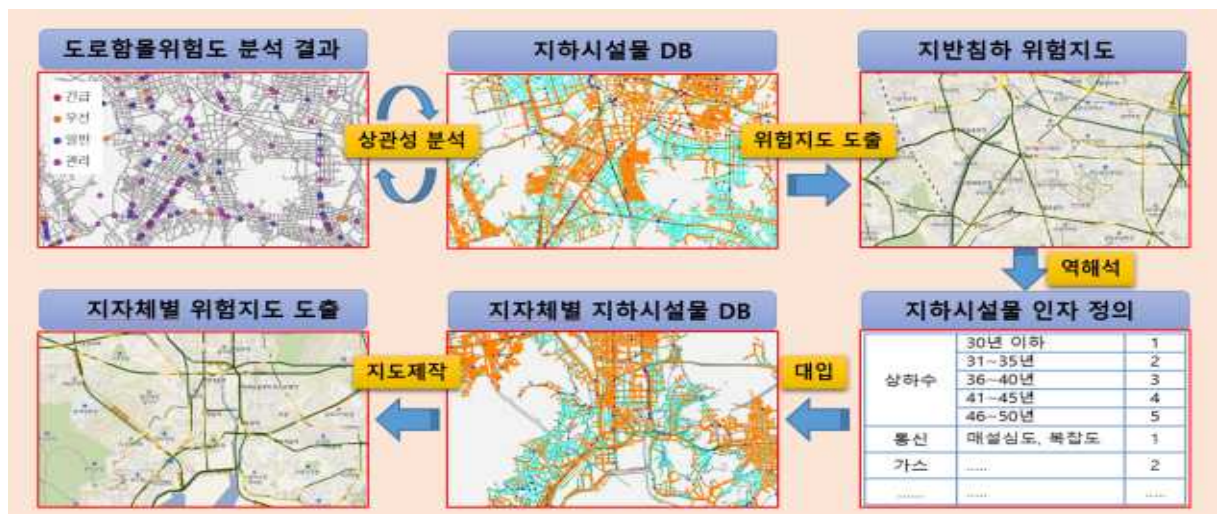 도로함몰위험도 분석 결과
지하시설물 DB
지반침하 위험지도
긴급
우선
일반
관리
상관성 분석
위험지도 도출
역해석
지자체별 위험지도 도출
지자체별 지하시설물 DB
지하시설물 인자 정의
지도제작
대입
상하수
30년 이하 1
31~35년 2
36~40년 3
41~45년 4
46~50년 5
통신 매설심도, 복잡도 1
가스 ..... 2
....... ..... .....